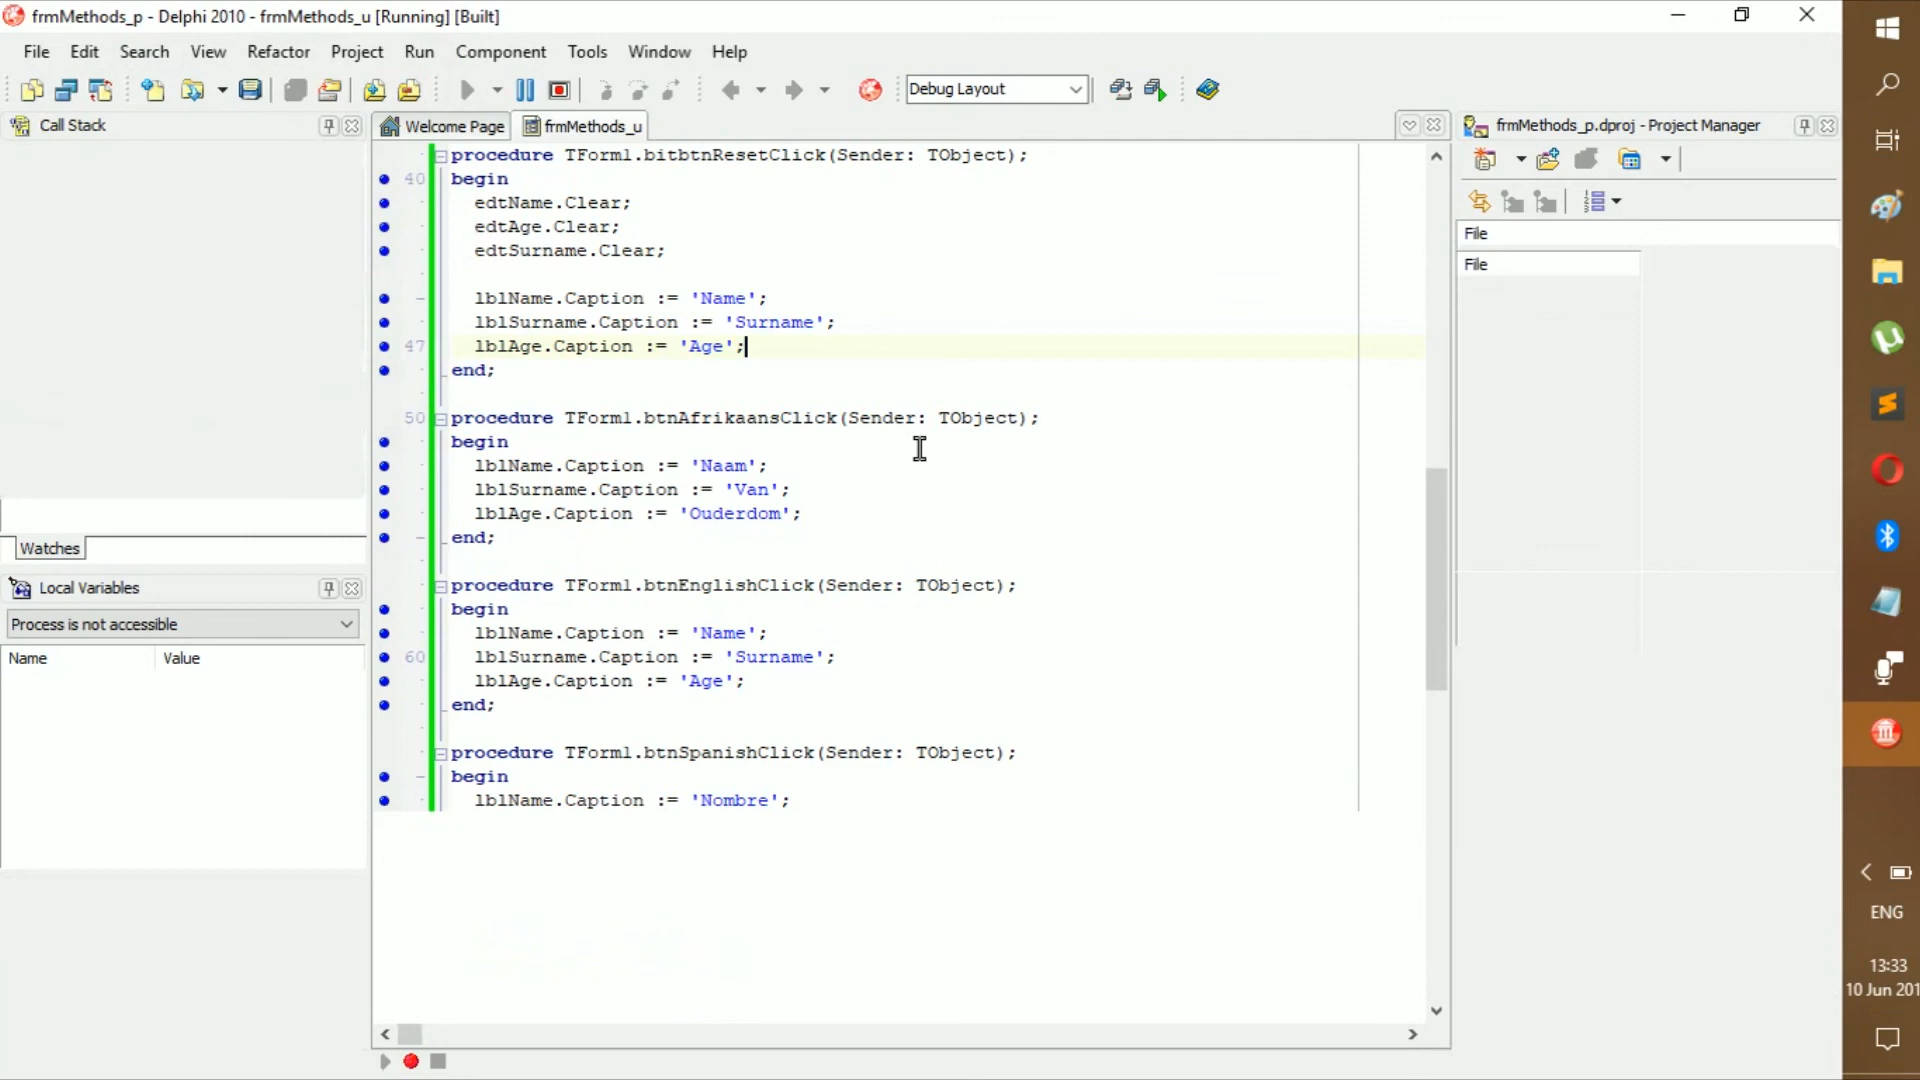 frmMethods_p - Delphi 2010 - frmMethods_u [Running] [Built]
File Edit Search View Refactor Project Run Component Tools Window Help
Debug Layout
Call Stack
Welcome Page
frmMethods_u
frmMethods_p.dproj - Project Manager
procedure TForm1.bitbtnResetClick(Sender: TObject);
40 begin
edtName.Clear;
edtAge.Clear;
edtSurname.Clear;
lblName.Caption := 'Name';
lblSurname.Caption := 'Surname';
47 lblAge.Caption := 'Age';
end;
50 procedure TForm1.btnAfrikaansClick(Sender: TObject);
begin
lblName.Caption := 'Naam';
lblSurname.Caption := 'Van';
lblAge.Caption := 'Ouderdom';
end;
procedure TForm1.btnEnglishClick(Sender: TObject);
begin
lblName.Caption := 'Name';
60 lblSurname.Caption := 'Surname';
lblAge.Caption := 'Age';
end;
procedure TForm1.btnSpanishClick(Sender: TObject);
begin
lblName.Caption := 'Nombre';
Watches
Local Variables
Process is not accessible
Name Value
File
File
ENG
13:33
10 Jun 201